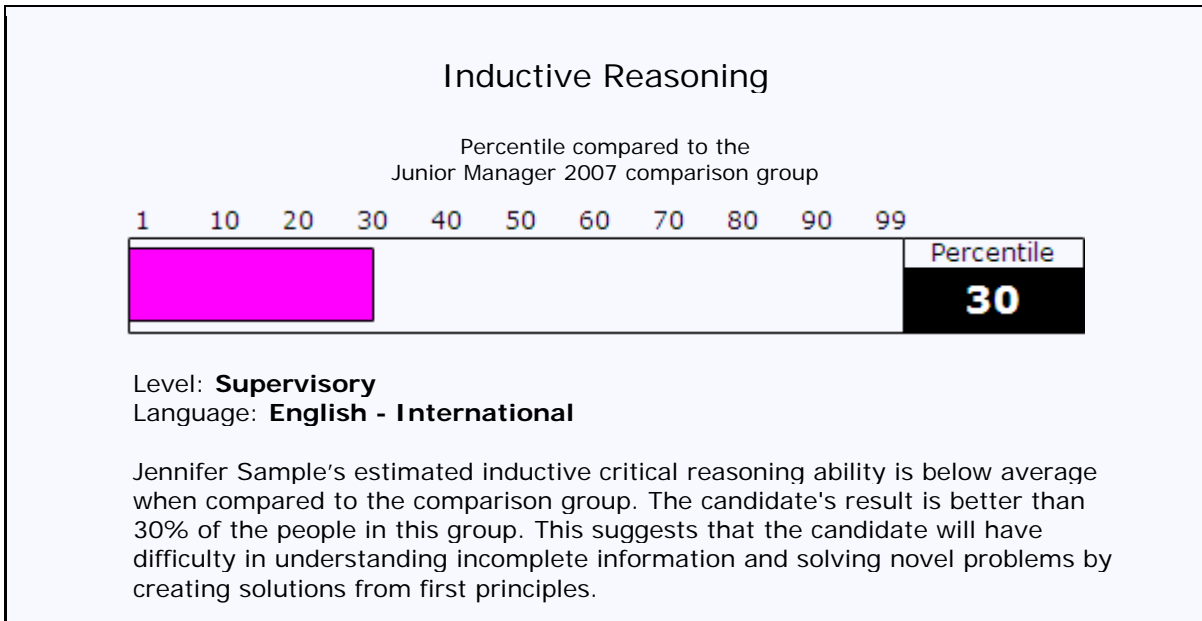 Inductive Reasoning
Percentile compared to the
Junior Manager 2007 comparison group
1 10 20 30 40 50 60 70 80 90 99
Percentile
30
Level: Supervisory
Language: English - International
Jennifer Sample's estimated inductive critical reasoning ability is below average
when compared to the comparison group. The candidate's result is better than
30% of the people in this group. This suggests that the candidate will have
difficulty in understanding incomplete information and solving novel problems by
creating solutions from first principles.